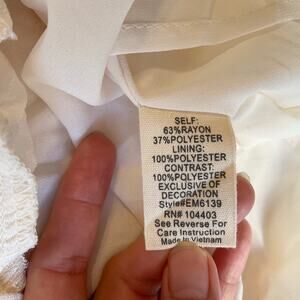 SELF:
63%RAYON
37%POLYESTER
LINING:
100%POLYESTER
CONTRAST:
100%POLYESTER
EXCLUSIVE OF
DECORATION
Style#EM6139
RN# 104403
See Reverse For
Care Instruction
Made In Vietnam